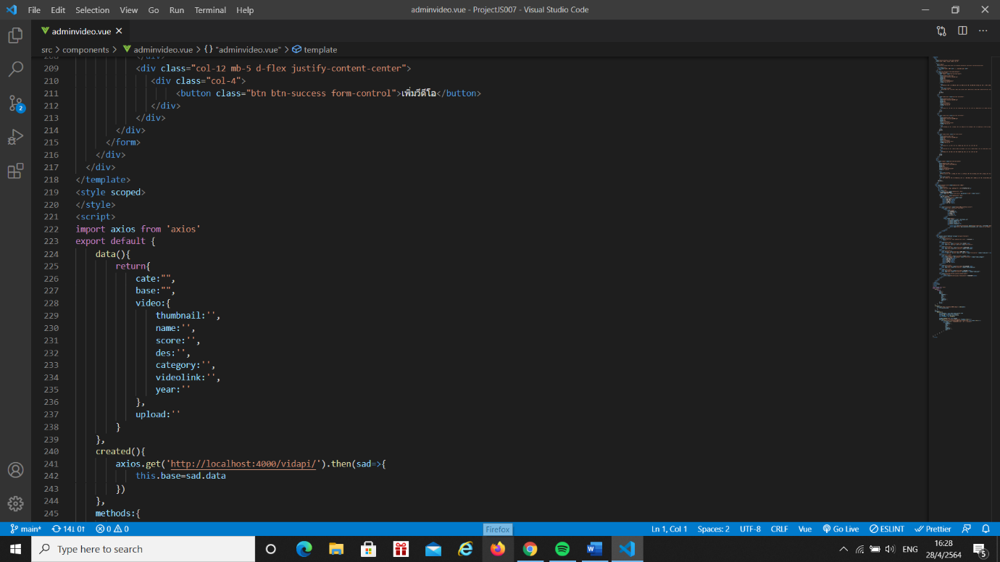 File Edit Selection View Go Run Terminal Help
adminvideo.vue - ProjectJS007 - Visual Studio Code
adminvideo.vue
src > components > adminvideo.vue > {} "adminvideo.vue" > template
208 </div>
209 <div class="col-12 mb-5 d-flex justify-content-center">
210 <div class="col-4">
211 <button class="btn btn-success form-control">เพิ่มวีดีโอ</button>
212 </div>
213 </div>
214 </div>
215 </form>
216 </div>
217 </div>
218 </template>
219 <style scoped>
220 </style>
221 <script>
222 import axios from 'axios'
223 export default {
224 data(){
225 return{
226 cate:"",
227 base:"",
228 video:{
229 thumbnail:'',
230 name:'',
231 score:'',
232 des:'',
233 category:'',
234 videolink:'',
235 year:''
236 },
237 upload:''
238 }
239 },
240 created(){
241 axios.get('http://localhost:4000/vidapi/').then(sad=>{
242 this.base=sad.data
243 })
244 },
245 methods:{
2
main* 14↓ 0↑ 0 0 Firefox Ln 1, Col 1 Spaces: 2 UTF-8 CRLF Vue Go Live ESLINT Prettier
Type here to search
ENG 16:28
28/4/2564 5